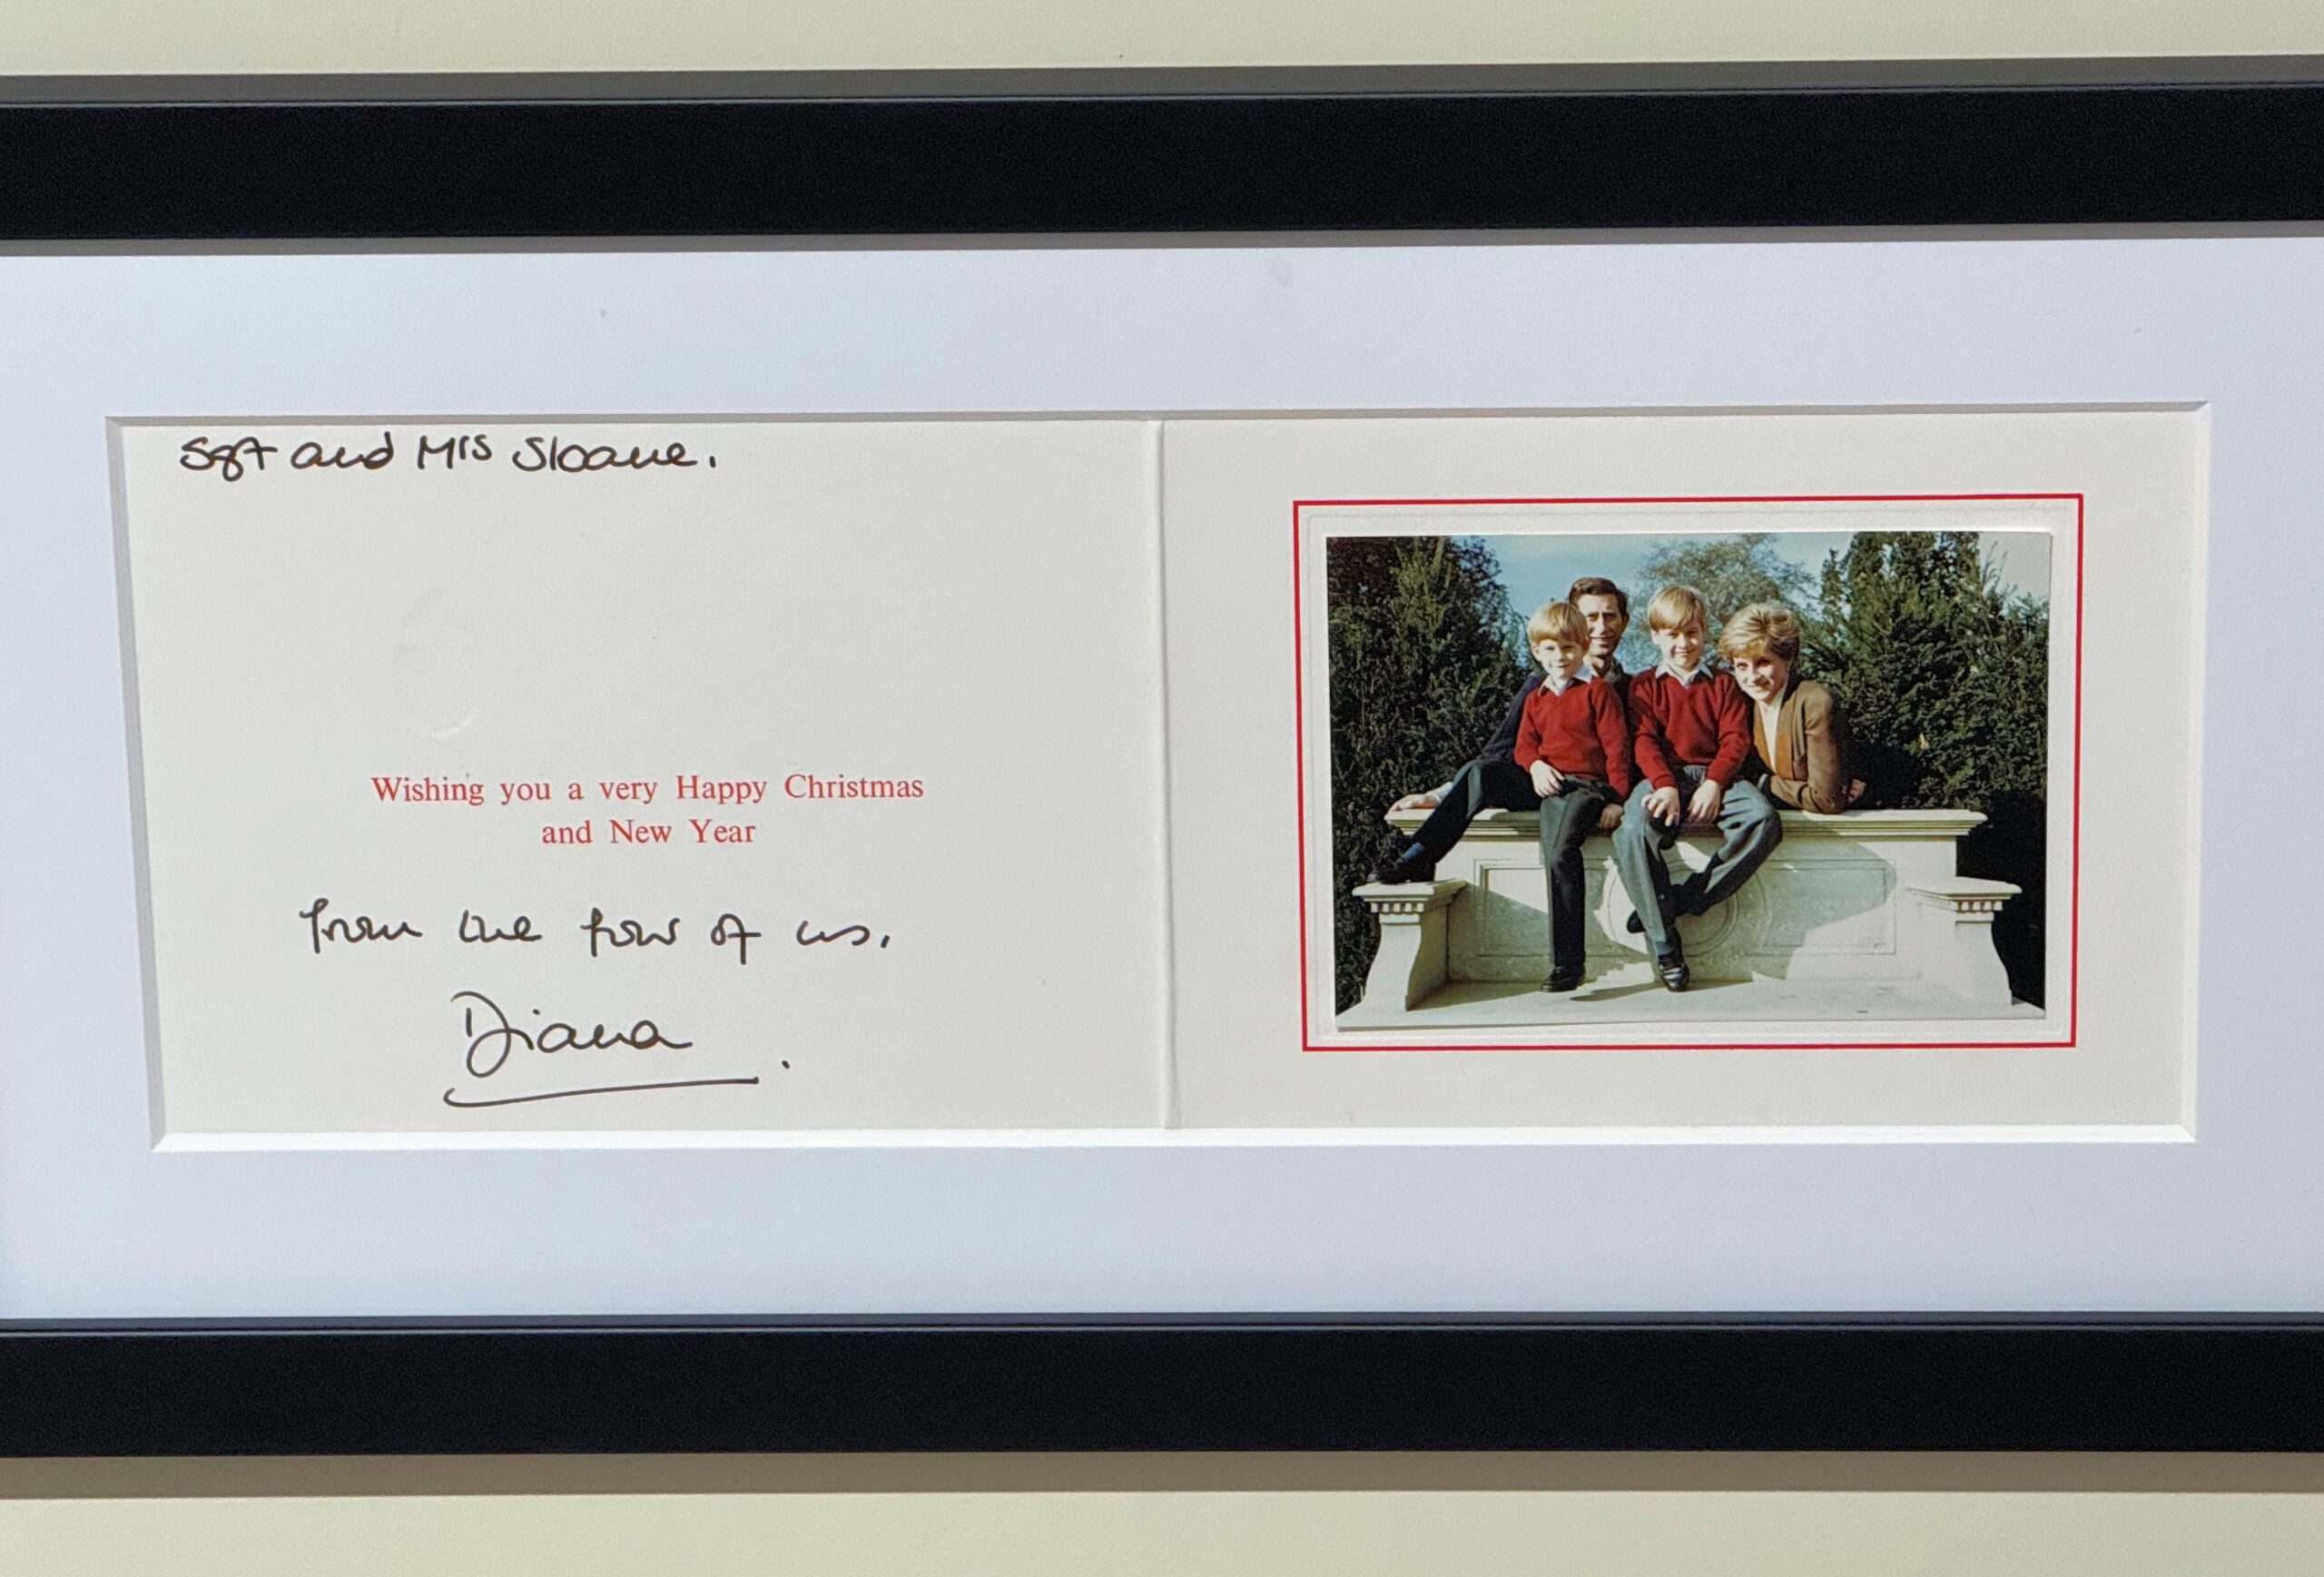 Sgt and Mrs Sloane.
Wishing you a very Happy Christmas
and New Year
from the four of us.
Diana.